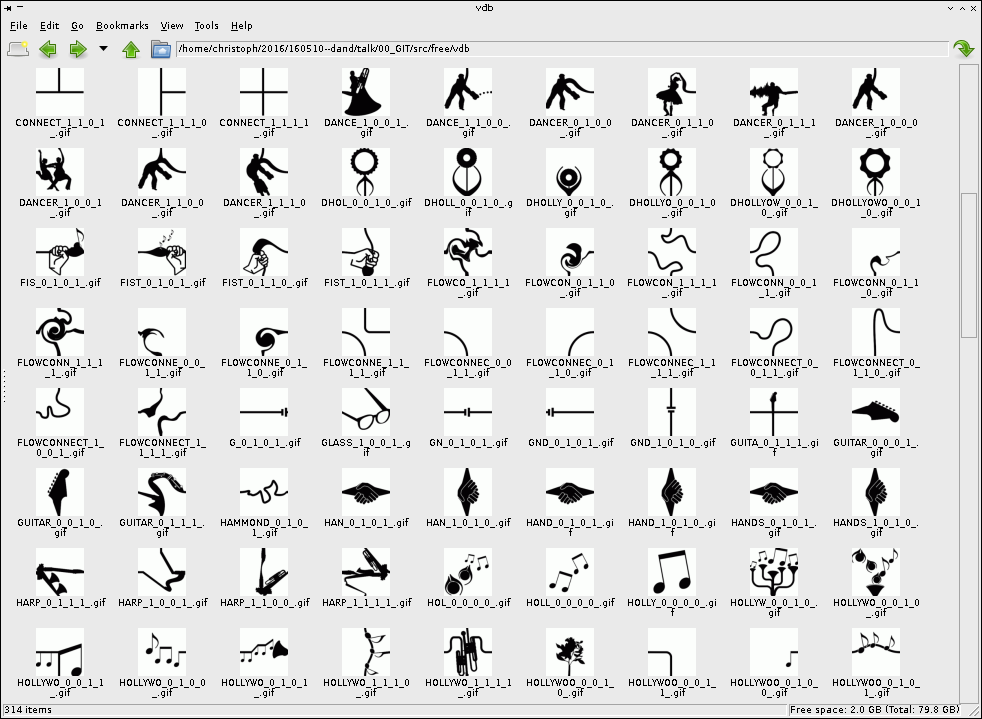 vdb
File Edit Go Bookmarks View Tools Help
/home/christoph/2016/160510--dand/talk/00_GIT/src/free/vdb
CONNECT_1_1_0_1_.gif CONNECT_1_1_1_0_.gif CONNECT_1_1_1_1_.gif DANCE_1_0_0_1_.gif DANCE_1_1_0_0_.gif DANCER_0_1_0_0_.gif DANCER_0_1_1_0_.gif DANCER_0_1_1_1_.gif DANCER_1_0_0_0_.gif
DANCER_1_0_0_1_.gif DANCER_1_1_0_0_.gif DANCER_1_1_1_0_.gif DHOL_0_0_1_0_.gif DHOLL_0_0_1_0_.gif DHOLLY_0_0_1_0_.gif DHOLLYO_0_0_1_0_.gif DHOLLYOW_0_0_1_0_.gif DHOLLYOWO_0_0_1_0_.gif
FIS_0_1_0_1_.gif FIST_0_1_0_1_.gif FIST_0_1_1_0_.gif FIST_1_0_1_1_.gif FLOWCO_1_1_1_1_.gif FLOWCON_0_1_1_0_.gif FLOWCON_1_1_1_1_.gif FLOWCONN_0_0_1_1_.gif FLOWCONN_0_1_1_0_.gif
FLOWCONN_1_1_1_1_.gif FLOWCONNE_0_0_1_1_.gif FLOWCONNE_0_1_1_0_.gif FLOWCONNE_1_1_1_1_.gif FLOWCONNEC_0_0_1_1_.gif FLOWCONNEC_0_1_1_0_.gif FLOWCONNEC_1_1_1_1_.gif FLOWCONNECT_0_0_1_1_.gif FLOWCONNECT_0_1_1_0_.gif
FLOWCONNECT_1_0_0_1_.gif FLOWCONNECT_1_1_1_1_.gif G_0_1_0_1_.gif GLASS_1_0_0_1_.gif GN_0_1_0_1_.gif GND_0_1_0_1_.gif GND_1_0_1_0_.gif GUITA_0_1_1_1_.gif GUITAR_0_0_0_1_.gif
GUITAR_0_0_1_0_.gif GUITAR_0_1_1_1_.gif HAMMOND_0_1_0_1_.gif HAN_0_1_0_1_.gif HAN_1_0_1_0_.gif HAND_0_1_0_1_.gif HAND_1_0_1_0_.gif HANDS_0_1_0_1_.gif HANDS_1_0_1_0_.gif
HARP_0_1_1_1_.gif HARP_1_0_0_1_.gif HARP_1_1_0_0_.gif HARP_1_1_1_1_.gif HOL_0_0_0_0_.gif HOLL_0_0_0_0_.gif HOLLY_0_0_0_0_.gif HOLLYW_0_0_1_0_.gif HOLLYWO_0_0_1_0_.gif
HOLLYWO_0_0_1_1_.gif HOLLYWO_0_1_0_0_.gif HOLLYWO_0_1_0_1_.gif HOLLYWO_1_1_1_0_.gif HOLLYWO_1_1_1_1_.gif HOLLYWOO_0_0_1_0_.gif HOLLYWOO_0_0_1_1_.gif HOLLYWOO_0_1_0_0_.gif HOLLYWOO_0_1_0_1_.gif
314 items Free space: 2.0 GB (Total: 79.8 GB)